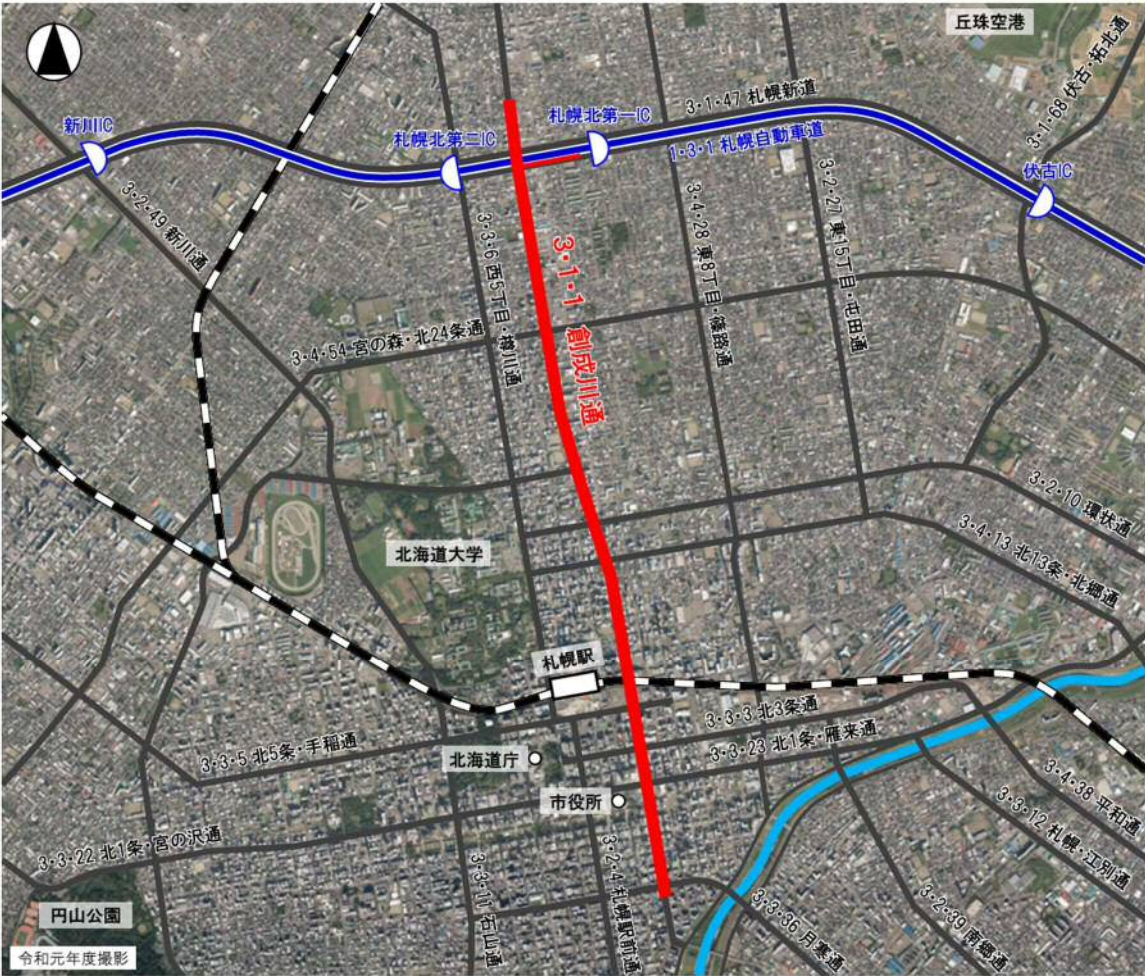 丘珠空港
3・1・68 伏古・拓北通
3・1・47 札幌新道
札幌北第一IC
新川IC
札幌北第二IC
1・3・1 札幌自動車道
伏古IC
3・2・49 新川通
3・3・6 西5丁目・樽川通
3・1・1 創成川通
3・4・28 東8丁目・篠路通
3・2・27 東15丁目・屯田通
3・4・54 宮の森・北24条通
3・2・10 環状通
3・4・13 北13条・北郷通
北海道大学
札幌駅
3・3・3 北3条通
3・3・5 北5条・手稲通
3・3・23 北1条・雁来通
北海道庁
市役所
3・4・38 平和通
3・3・12 札幌・江別通
3・3・22 北1条・宮の沢通
3・3・11 石山通
3・2・4 札幌駅前通
3・3・36 月寒通
3・2・39 南郷通
円山公園
令和元年度撮影